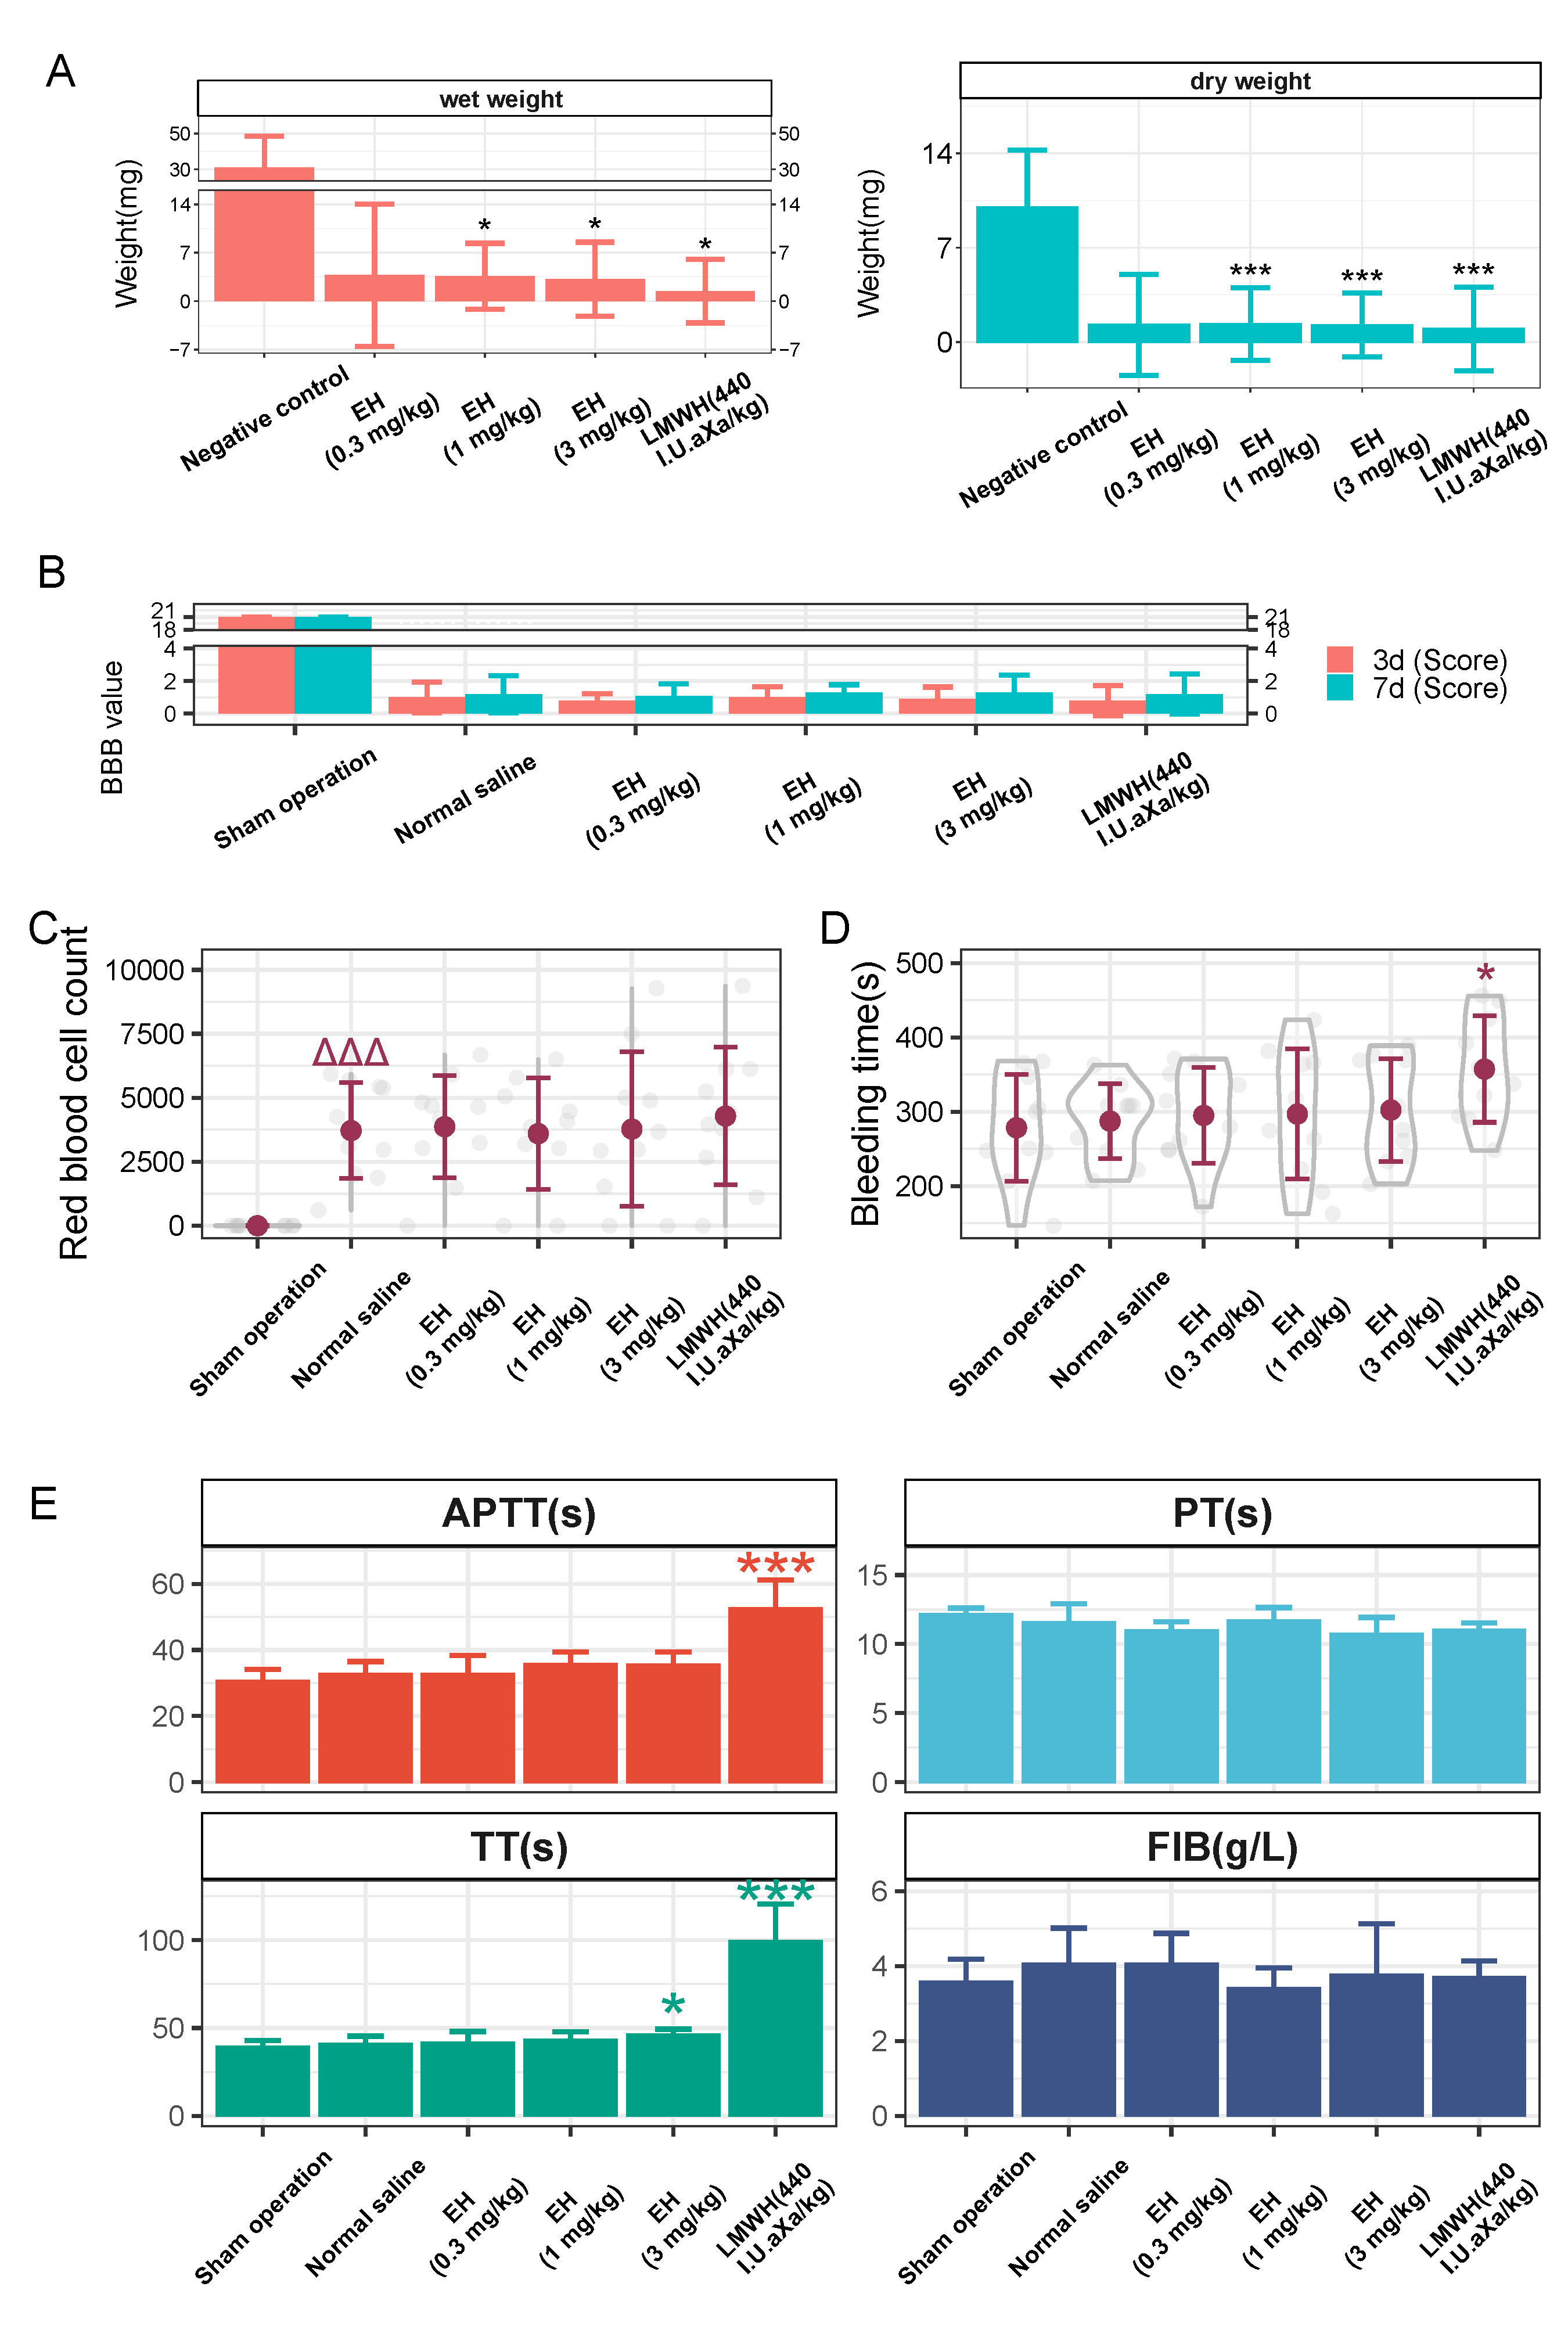 A
wet weight
Weight(mg)
50
30
14
7
0
−7
50
30
14
7
0
−7
*
*
*
Negative control
EH
(0.3 mg/kg)
EH
(1 mg/kg)
EH
(3 mg/kg)
LMWH(440
I.U.aXa/kg)
dry weight
Weight(mg)
14
7
0
***
***
***
Negative control
EH
(0.3 mg/kg)
EH
(1 mg/kg)
EH
(3 mg/kg)
LMWH(440
I.U.aXa/kg)
B
BBB value
21
18
4
2
0
21
18
4
2
0
3d (Score)
7d (Score)
Sham operation
Normal saline
EH
(0.3 mg/kg)
EH
(1 mg/kg)
EH
(3 mg/kg)
LMWH(440
I.U.aXa/kg)
C
Red blood cell count
10000
7500
5000
2500
0
ΔΔΔ
Sham operation
Normal saline
EH
(0.3 mg/kg)
EH
(1 mg/kg)
EH
(3 mg/kg)
LMWH(440
I.U.aXa/kg)
D
Bleeding time(s)
500
400
300
200
*
Sham operation
Normal saline
EH
(0.3 mg/kg)
EH
(1 mg/kg)
EH
(3 mg/kg)
LMWH(440
I.U.aXa/kg)
E
APTT(s)
60
40
20
0
***
PT(s)
15
10
5
0
TT(s)
100
50
0
*
***
FIB(g/L)
6
4
2
0
Sham operation
Normal saline
EH
(0.3 mg/kg)
EH
(1 mg/kg)
EH
(3 mg/kg)
LMWH(440
I.U.aXa/kg)
Sham operation
Normal saline
EH
(0.3 mg/kg)
EH
(1 mg/kg)
EH
(3 mg/kg)
LMWH(440
I.U.aXa/kg)